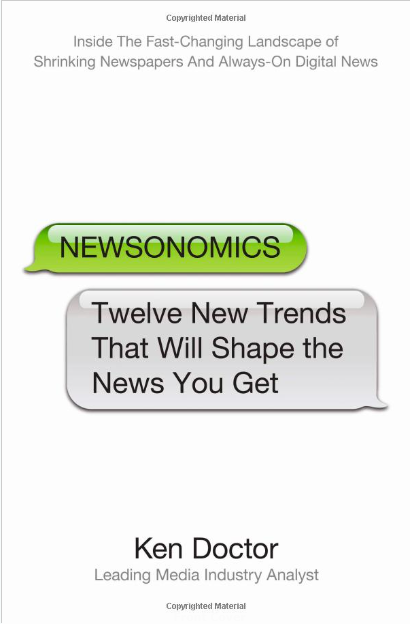 Copyrighted Material
Inside The Fast-Changing Landscape of
Shrinking Newspapers And Always-On Digital News
NEWSONOMICS
Twelve New Trends
That Will Shape the
News You Get
Ken Doctor
Leading Media Industry Analyst
Copyrighted Material